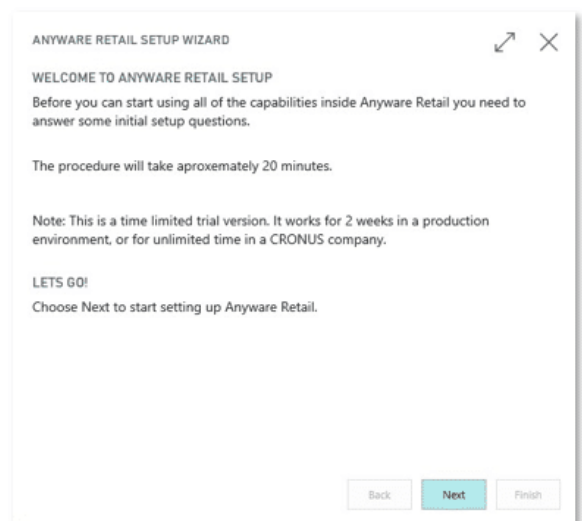 ANYWARE RETAIL SETUP WIZARD
WELCOME TO ANYWARE RETAIL SETUP
Before you can start using all of the capabilities inside Anyware Retail you need to
answer some initial setup questions.
The procedure will take aproxemately 20 minutes.
Note: This is a time limited trial version. It works for 2 weeks in a production
environment, or for unlimited time in a CRONUS company.
LETS GO!
Choose Next to start setting up Anyware Retail.
Back Next Finish